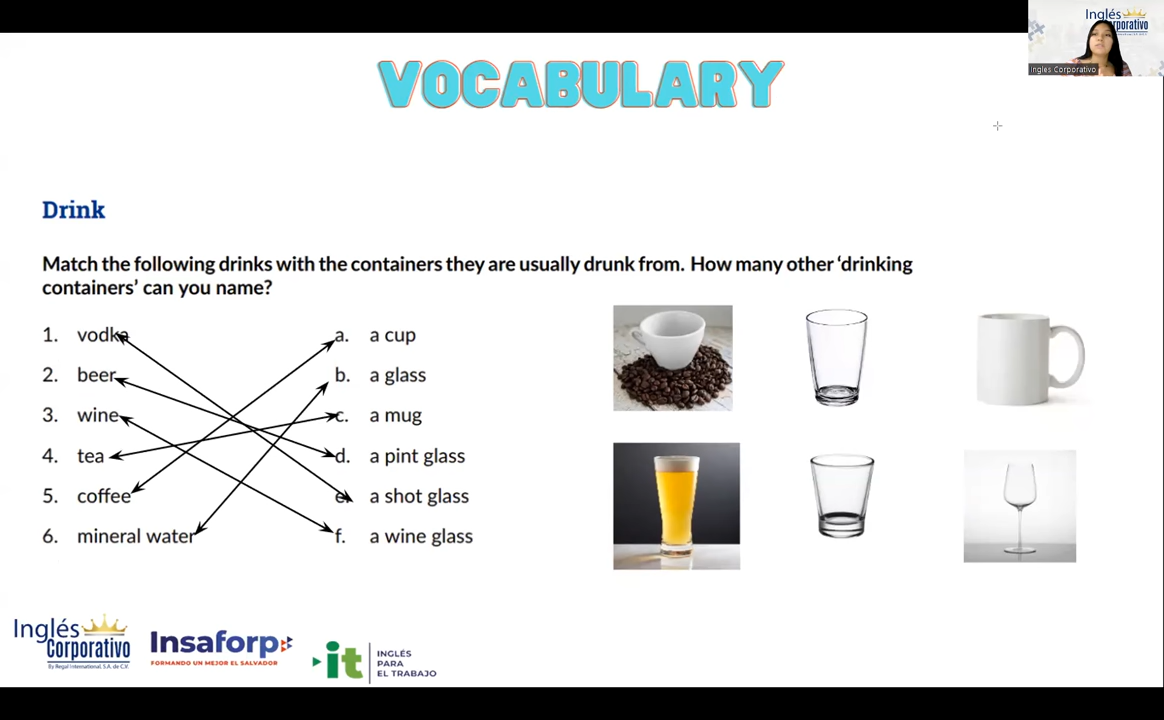 Inglés
Corporativo
Ingles Corporativo
VOCABULARY
Drink
Match the following drinks with the containers they are usually drunk from. How many other ‘drinking
containers’ can you name?
1. vodka a. a cup
2. beer b. a glass
3. wine c. a mug
4. tea d. a pint glass
5. coffee e. a shot glass
6. mineral water f. a wine glass
Inglés
Corporativo
By Regal International, S.A. de C.V.
Insaforp
FORMANDO UN MEJOR EL SALVADOR
it
INGLÉS
PARA
EL TRABAJO